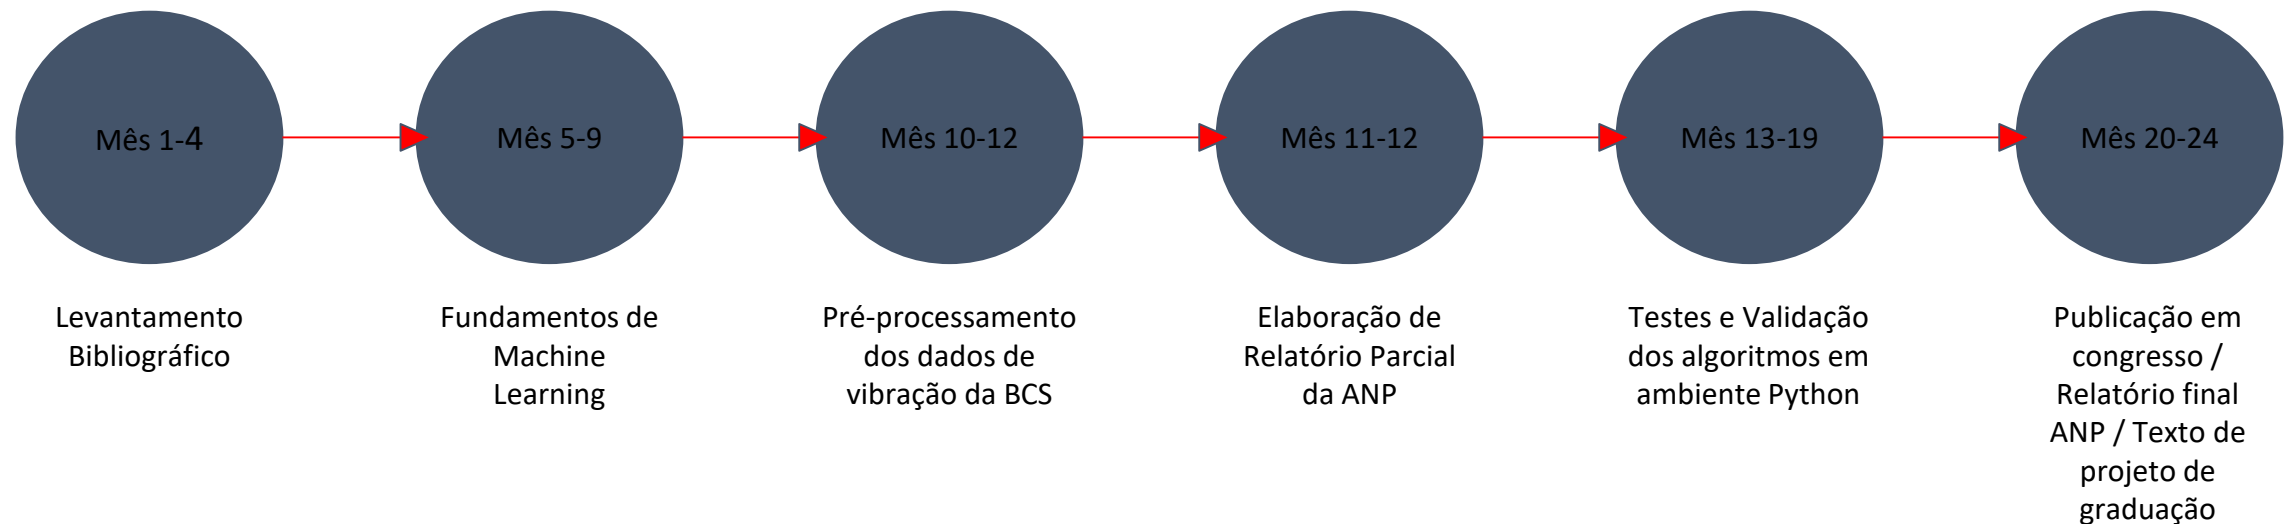 Mês 1-4
Mês 5-9
Mês 10-12
Mês 11-12
Mês 13-19
Mês 20-24
Levantamento
Bibliográfico
Fundamentos de
Machine
Learning
Pré-processamento
dos dados de
vibração da BCS
Elaboração de
Relatório Parcial
da ANP
Testes e Validação
dos algoritmos em
ambiente Python
Publicação em
congresso /
Relatório final
ANP / Texto de
projeto de
graduação